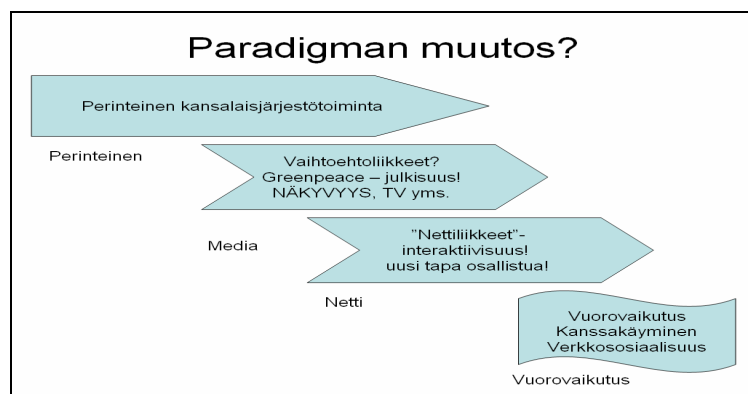 Paradigman muutos?
Perinteinen kansalaisjärjestötoiminta
Perinteinen
Vaihtoehtoliikkeet?
Greenpeace – julkisuus!
NÄKYVYYS, TV yms.
Media
"Nettiliikkeet"-
interaktiivisuus!
uusi tapa osallistua!
Netti
Vuorovaikutus
Kanssakäyminen
Verkkososiaalisuus
Vuorovaikutus